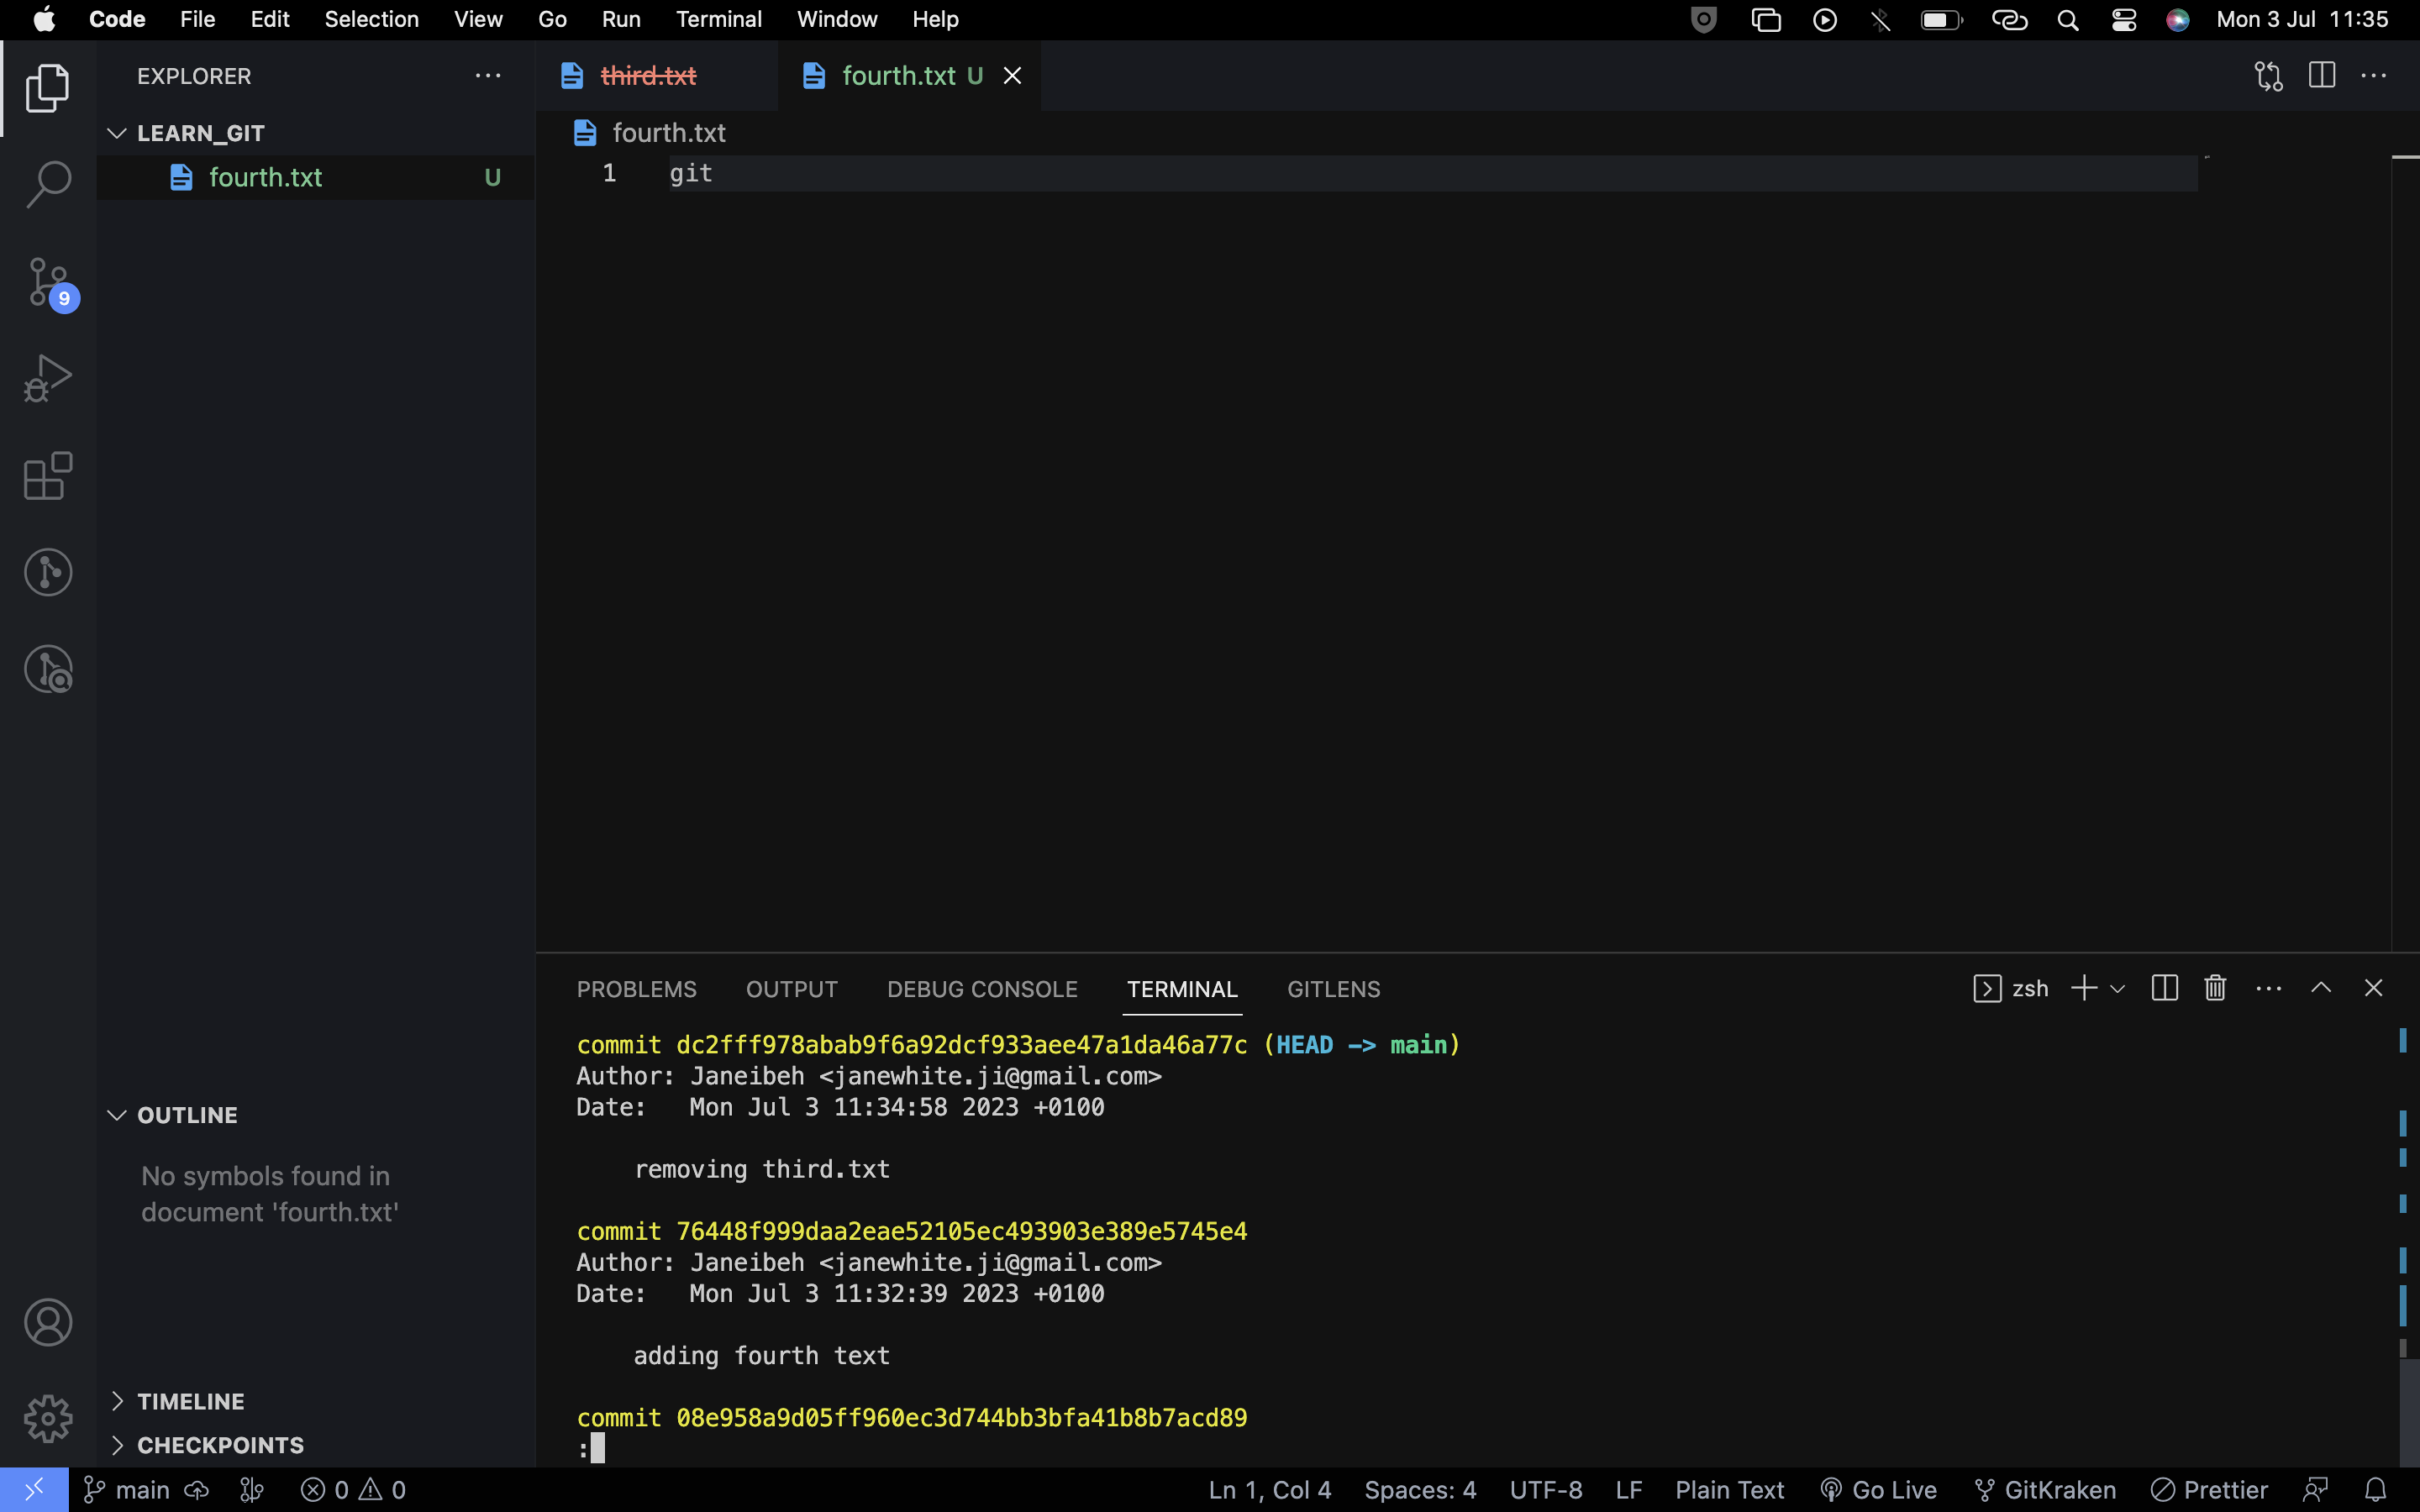 Code File Edit Selection View Go Run Terminal Window Help Mon 3 Jul 11:35
EXPLORER
third.txt fourth.txt U
LEARN_GIT
fourth.txt
fourth.txt U
1 git
9
PROBLEMS OUTPUT DEBUG CONSOLE TERMINAL GITLENS zsh
commit dc2fff978abab9f6a92dcf933aee47a1da46a77c (HEAD -> main)
Author: Janeibeh <janewhite.ji@gmail.com>
Date:   Mon Jul 3 11:34:58 2023 +0100
removing third.txt
commit 76448f999daa2eae52105ec493903e389e5745e4
Author: Janeibeh <janewhite.ji@gmail.com>
Date:   Mon Jul 3 11:32:39 2023 +0100
adding fourth text
commit 08e958a9d05ff960ec3d744bb3bfa41b8b7acd89
:
OUTLINE
No symbols found in
document 'fourth.txt'
TIMELINE
CHECKPOINTS
main 0 0 Ln 1, Col 4 Spaces: 4 UTF-8 LF Plain Text Go Live GitKraken Prettier